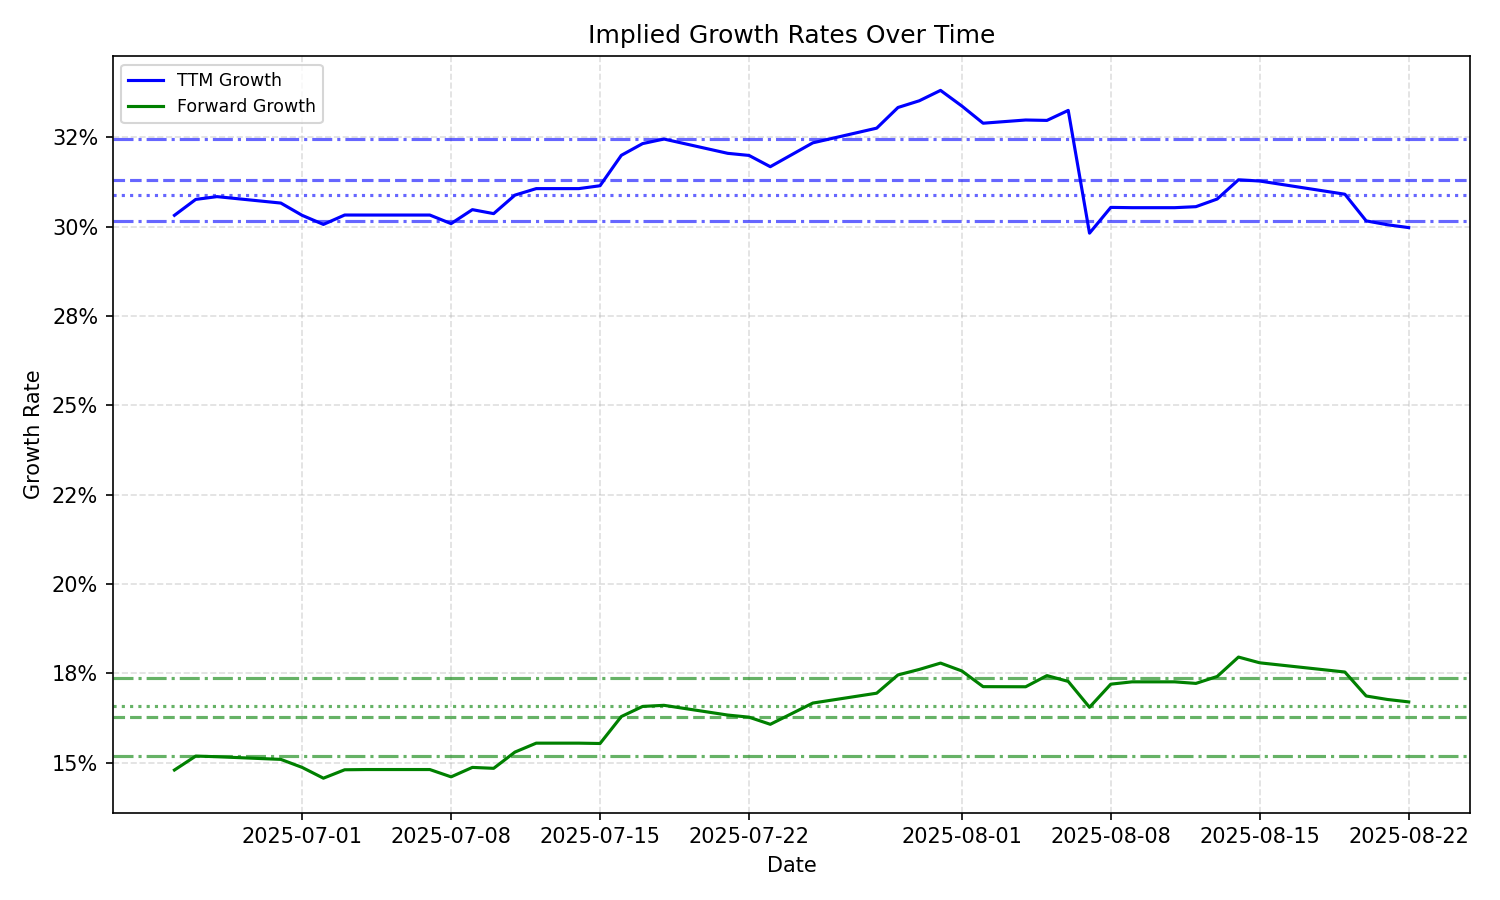 Implied Growth Rates Over Time
TTM Growth
Forward Growth
32%
30%
28%
25%
22%
20%
18%
15%
Growth Rate
2025-07-01 2025-07-08 2025-07-15 2025-07-22 2025-08-01 2025-08-08 2025-08-15 2025-08-22
Date